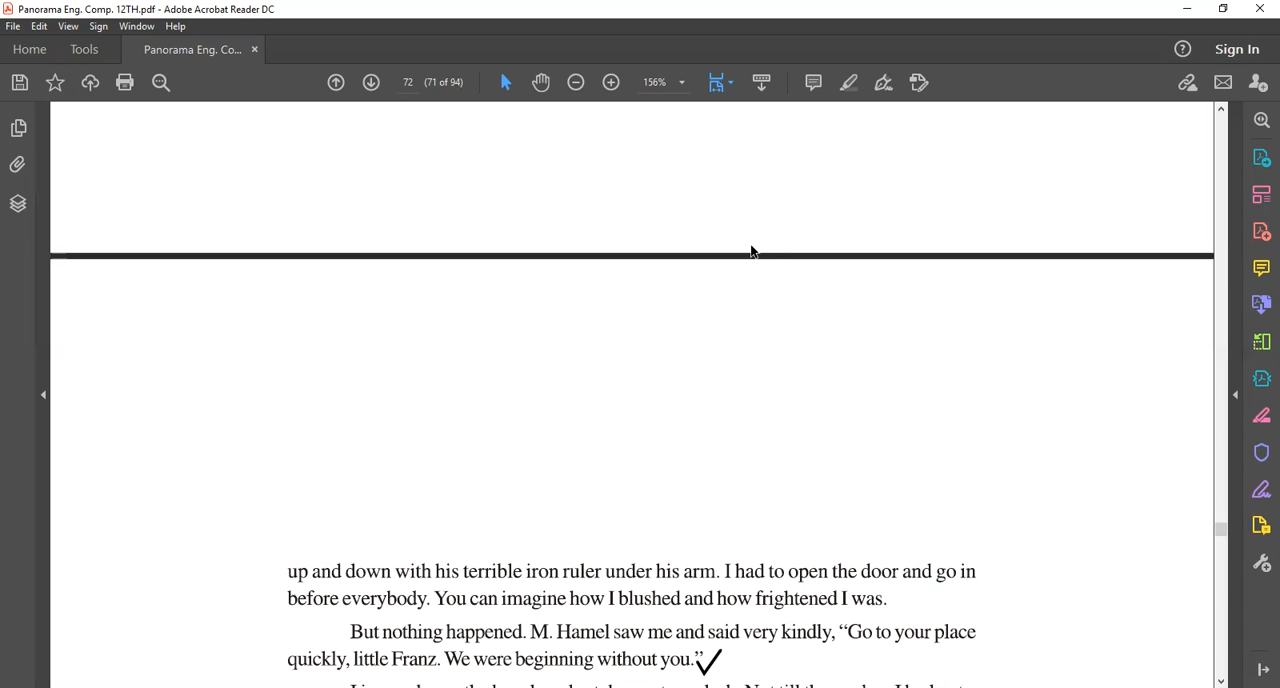 Panorama Eng. Comp. 12TH.pdf - Adobe Acrobat Reader DC
File Edit View Sign Window Help
Home Tools Panorama Eng. Co... × Sign In
72 (71 of 94) 156%
up and down with his terrible iron ruler under his arm. I had to open the door and go in
before everybody. You can imagine how I blushed and how frightened I was.
But nothing happened. M. Hamel saw me and said very kindly, “Go to your place
quickly, little Franz. We were beginning without you.”